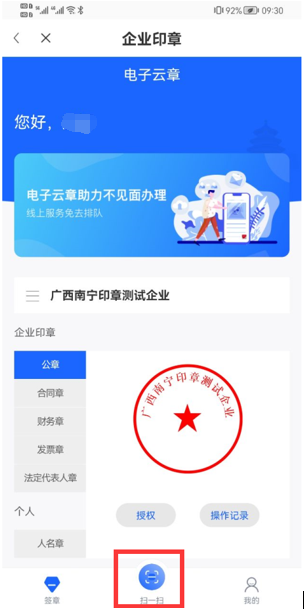 92% 09:30
企业印章
电子云章
您好，
电子云章助力不见面办理
线上服务免去排队
广西南宁印章测试企业
企业印章
公章
合同章
财务章
发票章
法定代表人章
广西南宁印章测试企业
授权
操作记录
个人
人名章
签章
扫一扫
我的